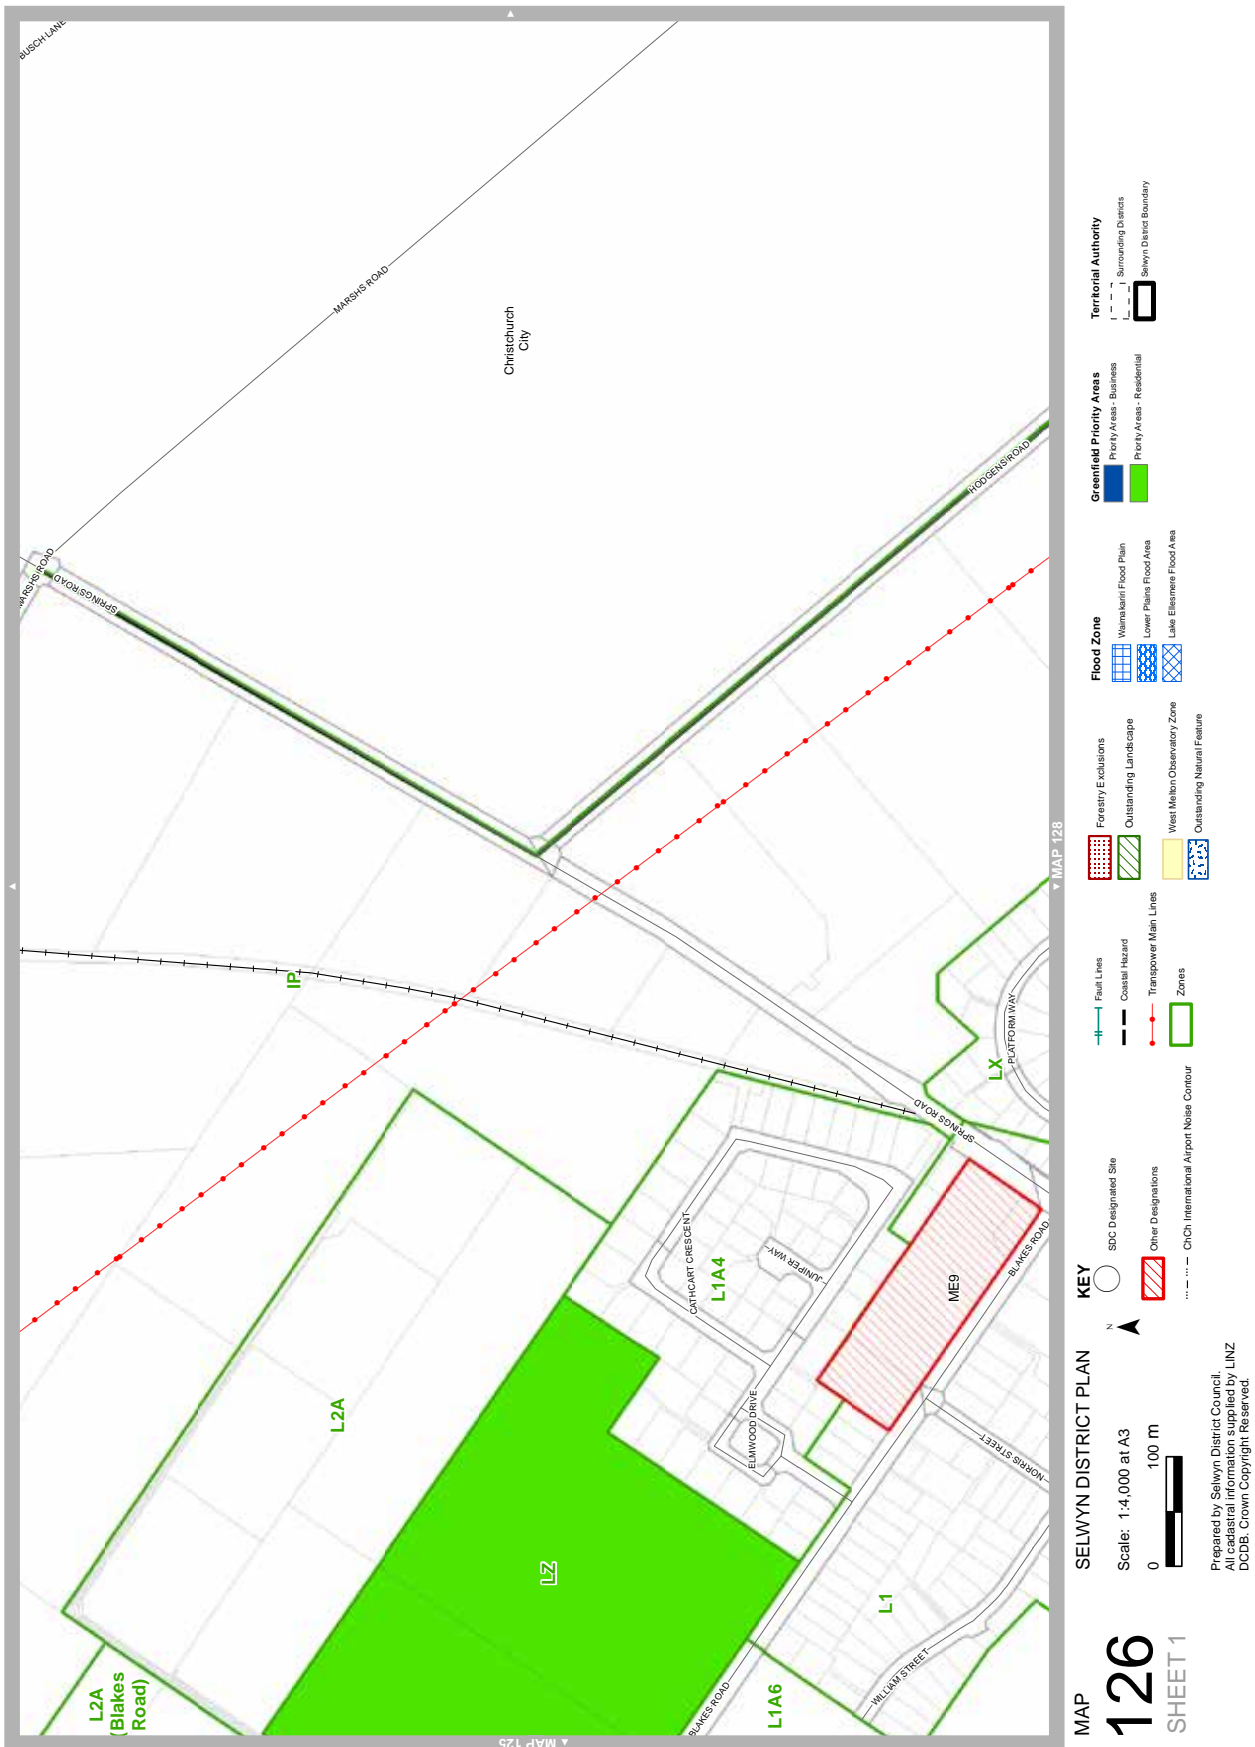 BUSCH LANE
MARSHS ROAD
MARSHS ROAD
SPRINGS ROAD
Christchurch
City
HODGENS ROAD
IP
LX
PLATFORM WAY
SPRINGS ROAD
CATHCART CRESCENT
L1A4
JUNIPER WAY
ME9
BLAKES ROAD
L2A
ELMWOOD DRIVE
NORRIS STREET
LZ
L1
WILLIAM STREET
L2A
(Blakes
Road)
L1A6
BLAKES ROAD
MAP 125
MAP 128
MAP
126
SHEET 1
SELWYN DISTRICT PLAN
Scale: 1:4,000 at A3
0 100 m
N
Prepared by Selwyn District Council.
All cadastral information supplied by LINZ
DCDB. Crown Copyright Reserved.
KEY
SDC Designated Site
Other Designations
ChCh International Airport Noise Contour
Fault Lines
Coastal Hazard
Transpower Main Lines
Zones
Forestry Exclusions
Outstanding Landscape
West Melton Observatory Zone
Outstanding Natural Feature
Flood Zone
Waimakariri Flood Plain
Lower Plains Flood Area
Lake Ellesmere Flood Area
Greenfield Priority Areas
Priority Areas - Business
Priority Areas - Residential
Territorial Authority
Surrounding Districts
Selwyn District Boundary